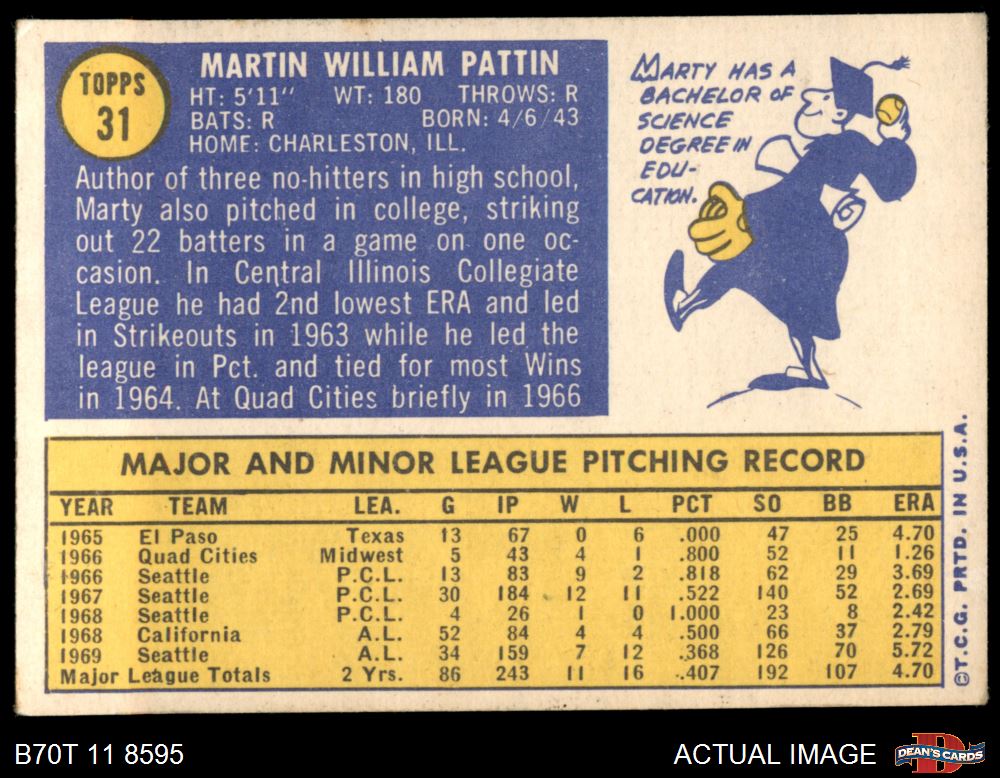 TOPPS
31
MARTIN WILLIAM PATTIN
HT: 5'11" WT: 180 THROWS: R
BATS: R BORN: 4/6/43
HOME: CHARLESTON, ILL.
Author of three no-hitters in high school,
Marty also pitched in college, striking
out 22 batters in a game on one oc-
casion. In Central Illinois Collegiate
League he had 2nd lowest ERA and led
in Strikeouts in 1963 while he led the
league in Pct. and tied for most Wins
in 1964. At Quad Cities briefly in 1966
MARTY HAS A
BACHELOR OF
SCIENCE
DEGREE IN
EDU-
CATION.
MAJOR AND MINOR LEAGUE PITCHING RECORD
YEAR TEAM LEA. G IP W L PCT SO BB ERA
1965 El Paso Texas 13 67 0 6 .000 47 25 4.70
1966 Quad Cities Midwest 5 43 4 1 .800 52 11 1.26
1966 Seattle P.C.L. 13 83 9 2 .818 62 29 3.69
1967 Seattle P.C.L. 30 184 12 11 .522 140 52 2.69
1968 Seattle P.C.L. 4 26 1 0 1.000 23 8 2.42
1968 California A.L. 52 84 4 4 .500 66 37 2.79
1969 Seattle A.L. 34 159 7 12 .368 126 70 5.72
Major League Totals 2 Yrs. 86 243 11 16 .407 192 107 4.70
©T.C.G. PRTD. IN U.S.A.
B70T 11 8595
ACTUAL IMAGE
DEAN'S CARDS